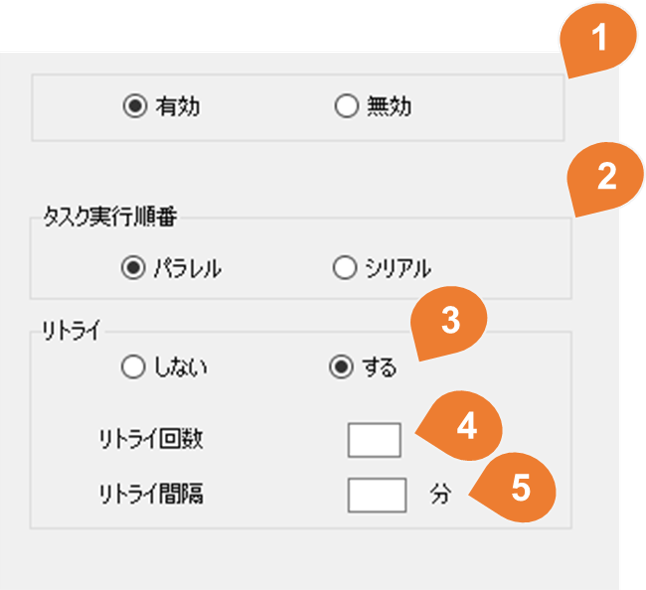 1
有効 無効
2
タスク実行順番
パラレル シリアル
3
リトライ
しない する
リトライ回数 4
リトライ間隔 分 5